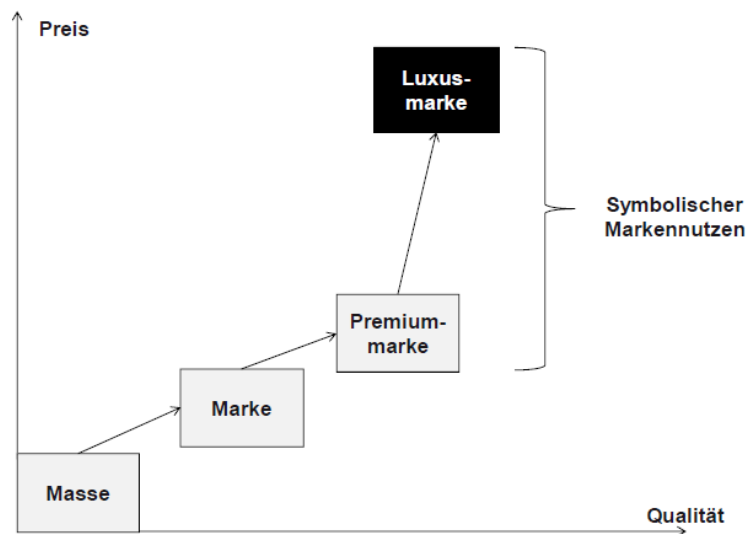 Preis
Luxus-
marke
Symbolischer
Markennutzen
Premium-
marke
Marke
Masse
Qualität